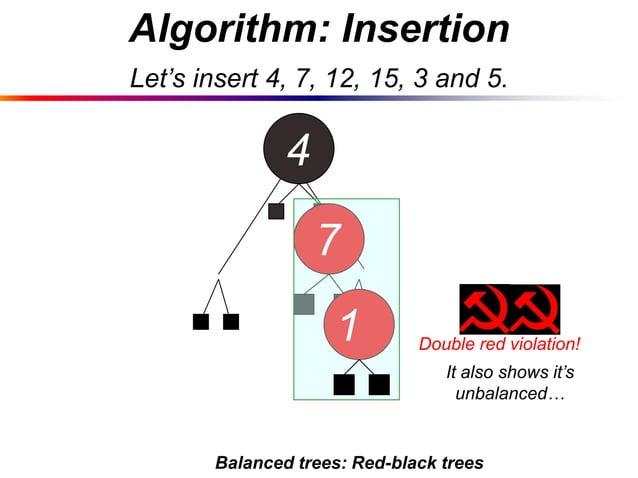 Algorithm: Insertion
Let’s insert 4, 7, 12, 15, 3 and 5.
4
7
1
Double red violation!
It also shows it’s
unbalanced…
Balanced trees: Red-black trees